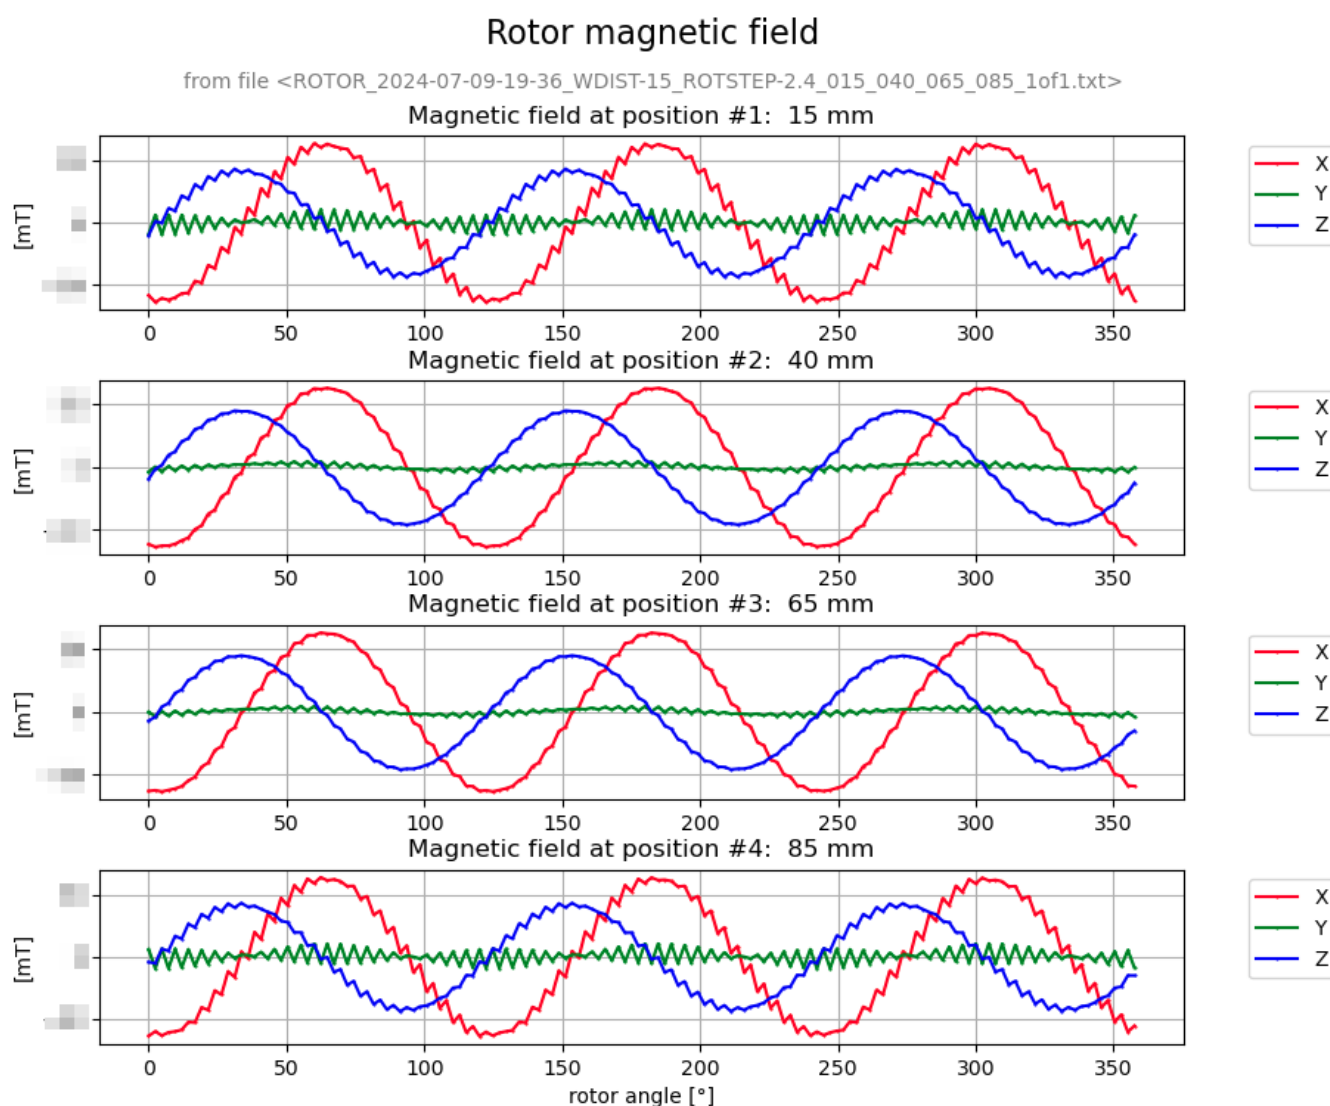 Rotor magnetic field
from file <ROTOR_2024-07-09-19-36_WDIST-15_ROTSTEP-2.4_015_040_065_085_1of1.txt>
Magnetic field at position #1:  15 mm
[mT]
X
Y
Z
0 50 100 150 200 250 300 350
Magnetic field at position #2:  40 mm
[mT]
X
Y
Z
0 50 100 150 200 250 300 350
Magnetic field at position #3:  65 mm
[mT]
X
Y
Z
0 50 100 150 200 250 300 350
Magnetic field at position #4:  85 mm
[mT]
X
Y
Z
0 50 100 150 200 250 300 350
rotor angle [°]